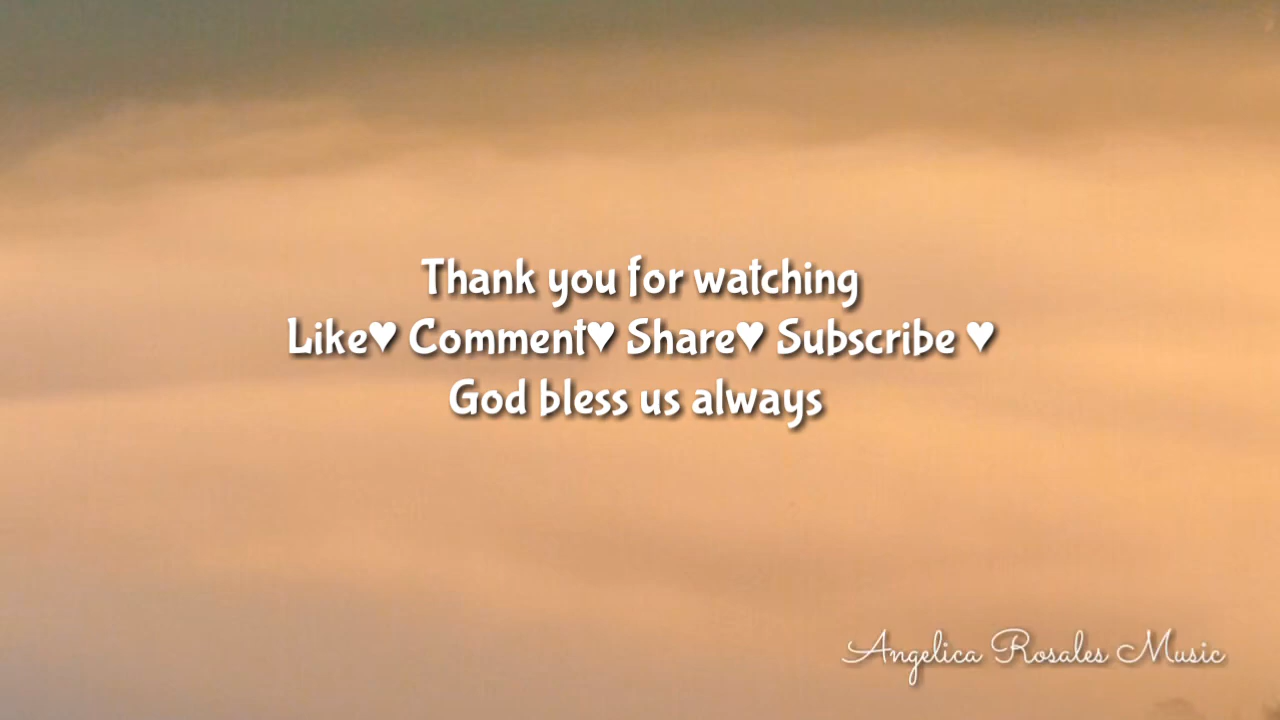 Thank you for watching
Like♥ Comment♥ Share♥ Subscribe ♥
God bless us always
Angelica Rosales Music